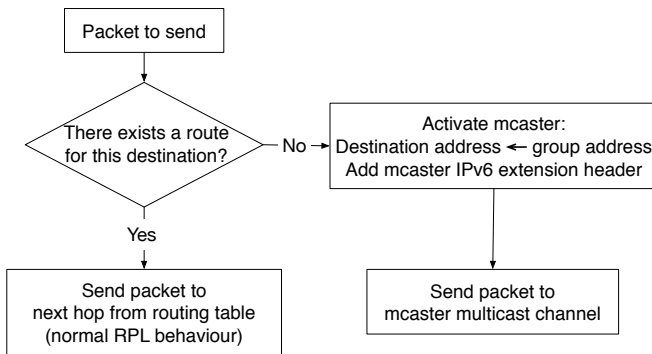 Packet to send
There exists a route
for this destination?
No
Activate mcaster:
Destination address ← group address
Add mcaster IPv6 extension header
Yes
Send packet to
next hop from routing table
(normal RPL behaviour)
Send packet to
mcaster multicast channel